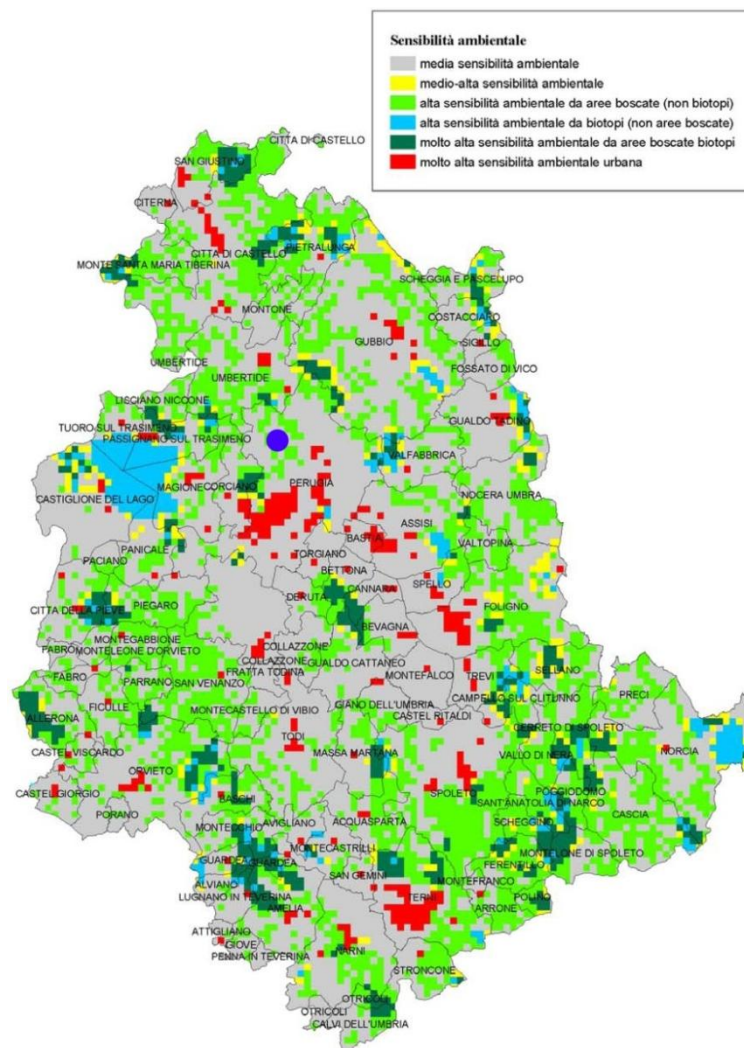 Sensibilità ambientale
media sensibilità ambientale
medio-alta sensibilità ambientale
alta sensibilità ambientale da aree boscate (non biotopi)
alta sensibilità ambientale da biotopi (non aree boscate)
molto alta sensibilità ambientale da aree boscate biotopi
molto alta sensibilità ambientale urbana
CITTA DI CASTELLO
SAN GIUSTINO
CITERNA
CITTA DI CASTELLO
PIETRALUNGA
MONTE SANTA MARIA TIBERINA
SCHEGGIA E PASCELUPO
MONTONE
COSTACCIARO
GUBBIO
SIGILLO
UMBERTIDE
UMBERTIDE
FOSSATO DI VICO
LISCIANO NICCONE
GUALDO TADINO
TUORO SUL TRASIMENO
PASSIGNANO SUL TRASIMENO
VALFABBRICA
MAGIONE
CORCIANO
PERUGIA
CASTIGLIONE DEL LAGO
NOCERA UMBRA
ASSISI
BASTIA
VALTOPINA
PANICALE
TORGIANO
PACIANO
BETTONA
SPELLO
CANNARA
DERUTA
CITTA DELLA PIEVE
PIEGARO
FOLIGNO
BEVAGNA
MONTEGABBIONE
COLLAZZONE
FABRO
MONTELEONE D'ORVIETO
COLLAZZONE
GUALDO CATTANEO
SELLANO
FABRO
PARRANO
SAN VENANZO
FRATTA TODINA
MONTEFALCO
TREVI
PRECI
CAMPELLO SUL CLITUNNO
FICULLE
MONTECASTELLO DI VIBIO
GIANO DELL'UMBRIA
ALLERONA
CASTEL RITALDI
CERRETO DI SPOLETO
TODI
CASTEL VISCARDO
MASSA MARTANA
VALLO DI NERA
NORCIA
ORVIETO
POGGIODOMO
CASTEL GIORGIO
SPOLETO
BASCHI
SANT'ANATOLIA DI NARCO
PORANO
CASCIA
ACQUASPARTA
AVIGLIANO
MONTECCHIO
SCHEGGINO
MONTECASTRILLI
GUARDEA
GUARDEA
MONTELEONE DI SPOLETO
FERENTILLO
SAN GEMINI
ALVIANO
MONTEFRANCO
LUGNANO IN TEVERINA
TERNI
POLINO
AMELIA
ARRONE
ATTIGLIANO
GIOVE
NARNI
PENNA IN TEVERINA
STRONCONE
OTRICOLI
OTRICOLI
CALVI DELL'UMBRIA